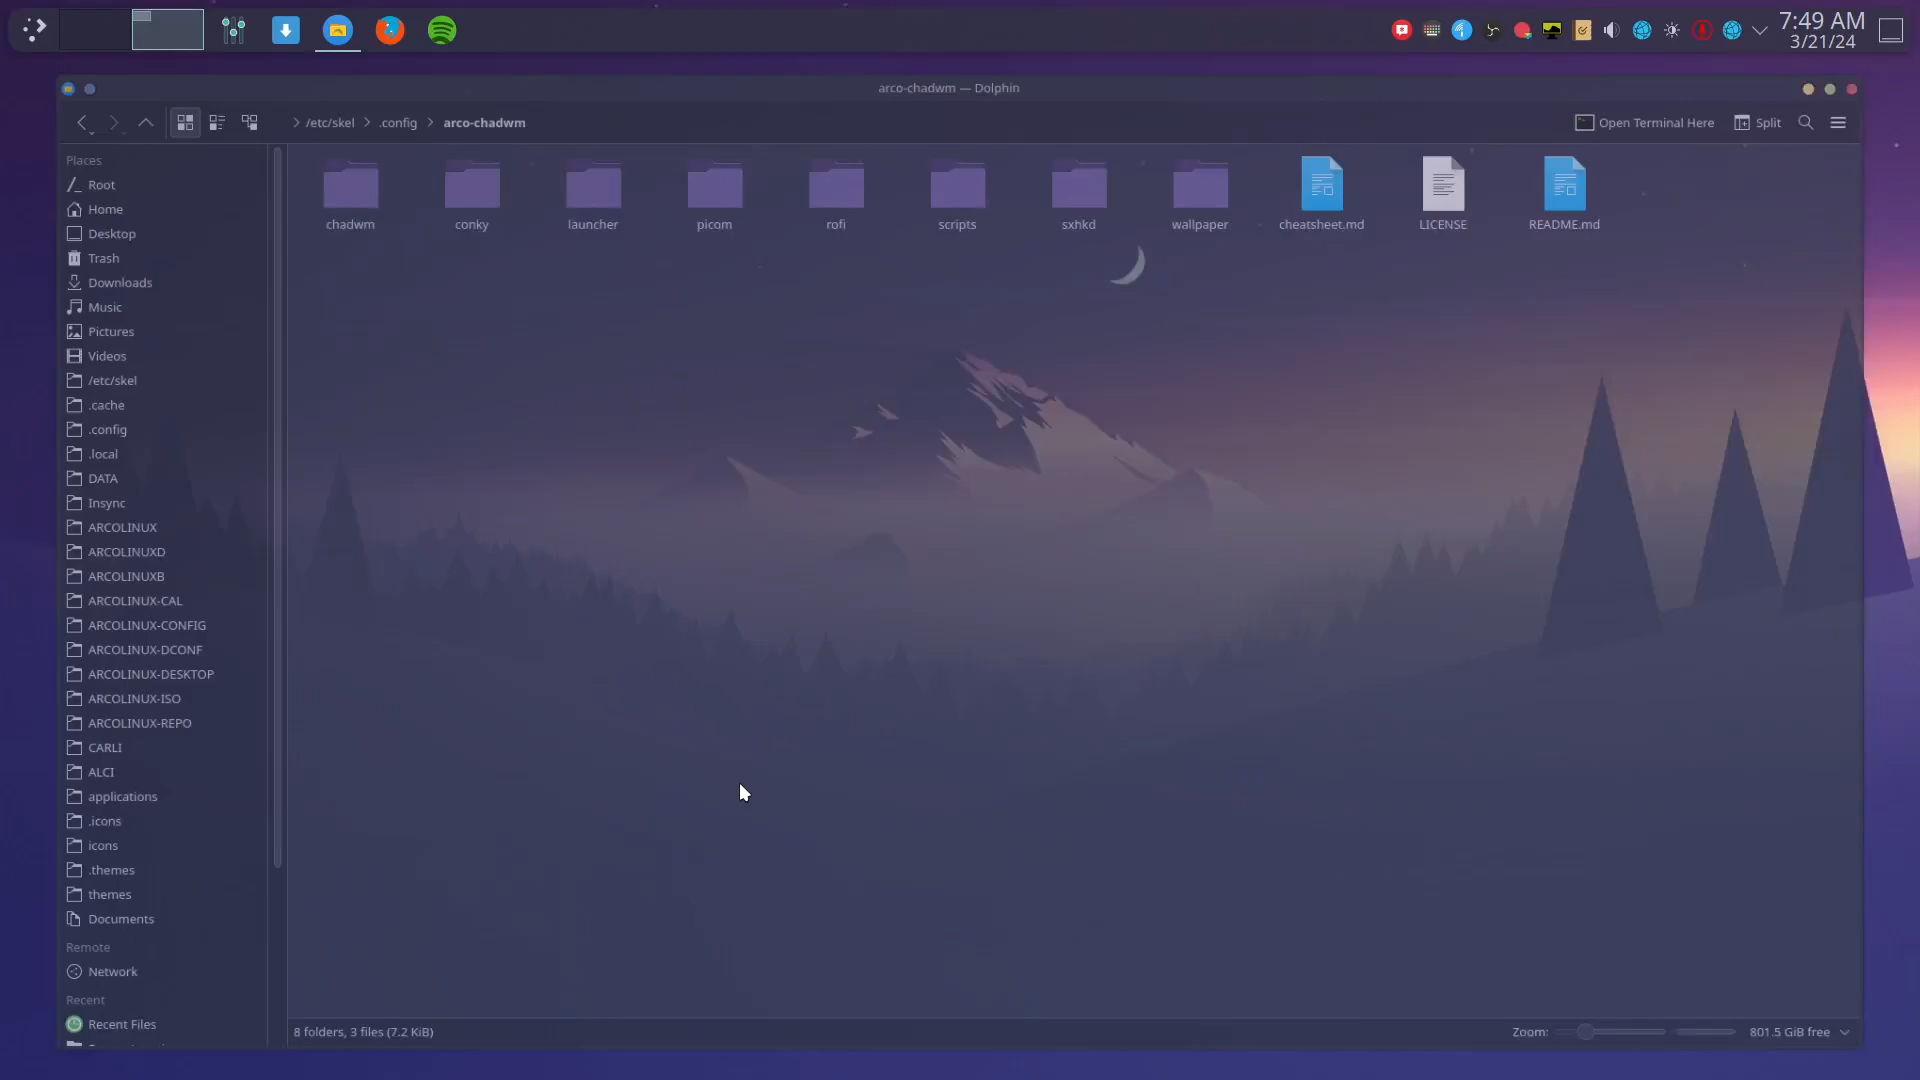 7:49 AM
3/21/24
arco-chadwm — Dolphin
/etc/skel
.config
arco-chadwm
Open Terminal Here
Split
Places
Root
Home
Desktop
Trash
Downloads
Music
Pictures
Videos
/etc/skel
.cache
.config
.local
DATA
Insync
ARCOLINUX
ARCOLINUXD
ARCOLINUXB
ARCOLINUX-CAL
ARCOLINUX-CONFIG
ARCOLINUX-DCONF
ARCOLINUX-DESKTOP
ARCOLINUX-ISO
ARCOLINUX-REPO
CARLI
ALCI
applications
.icons
icons
.themes
themes
Documents
Remote
Network
Recent
Recent Files
chadwm
conky
launcher
picom
rofi
scripts
sxhkd
wallpaper
cheatsheet.md
LICENSE
README.md
8 folders, 3 files (7.2 KiB)
Zoom:
801.5 GiB free